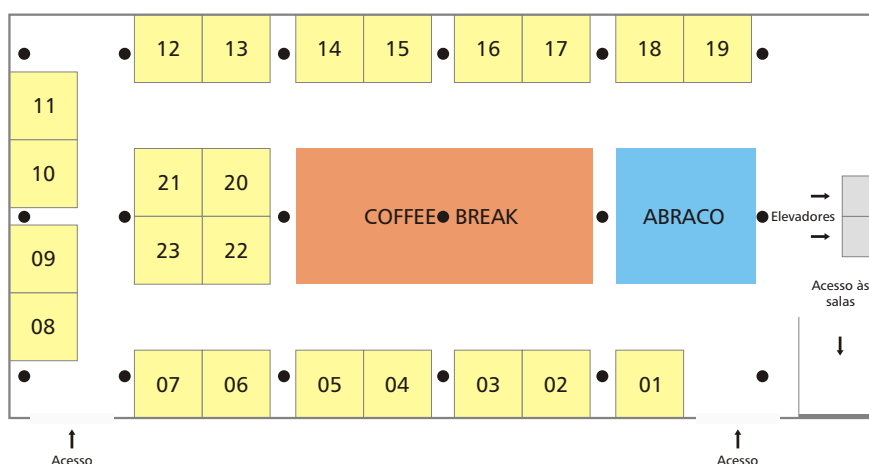 12 13 14 15 16 17 18 19
11
10
21 20
COFFEE BREAK
ABRACO
Elevadores
09
23 22
08
Acesso às
salas
07 06 05 04 03 02 01
Acesso
Acesso